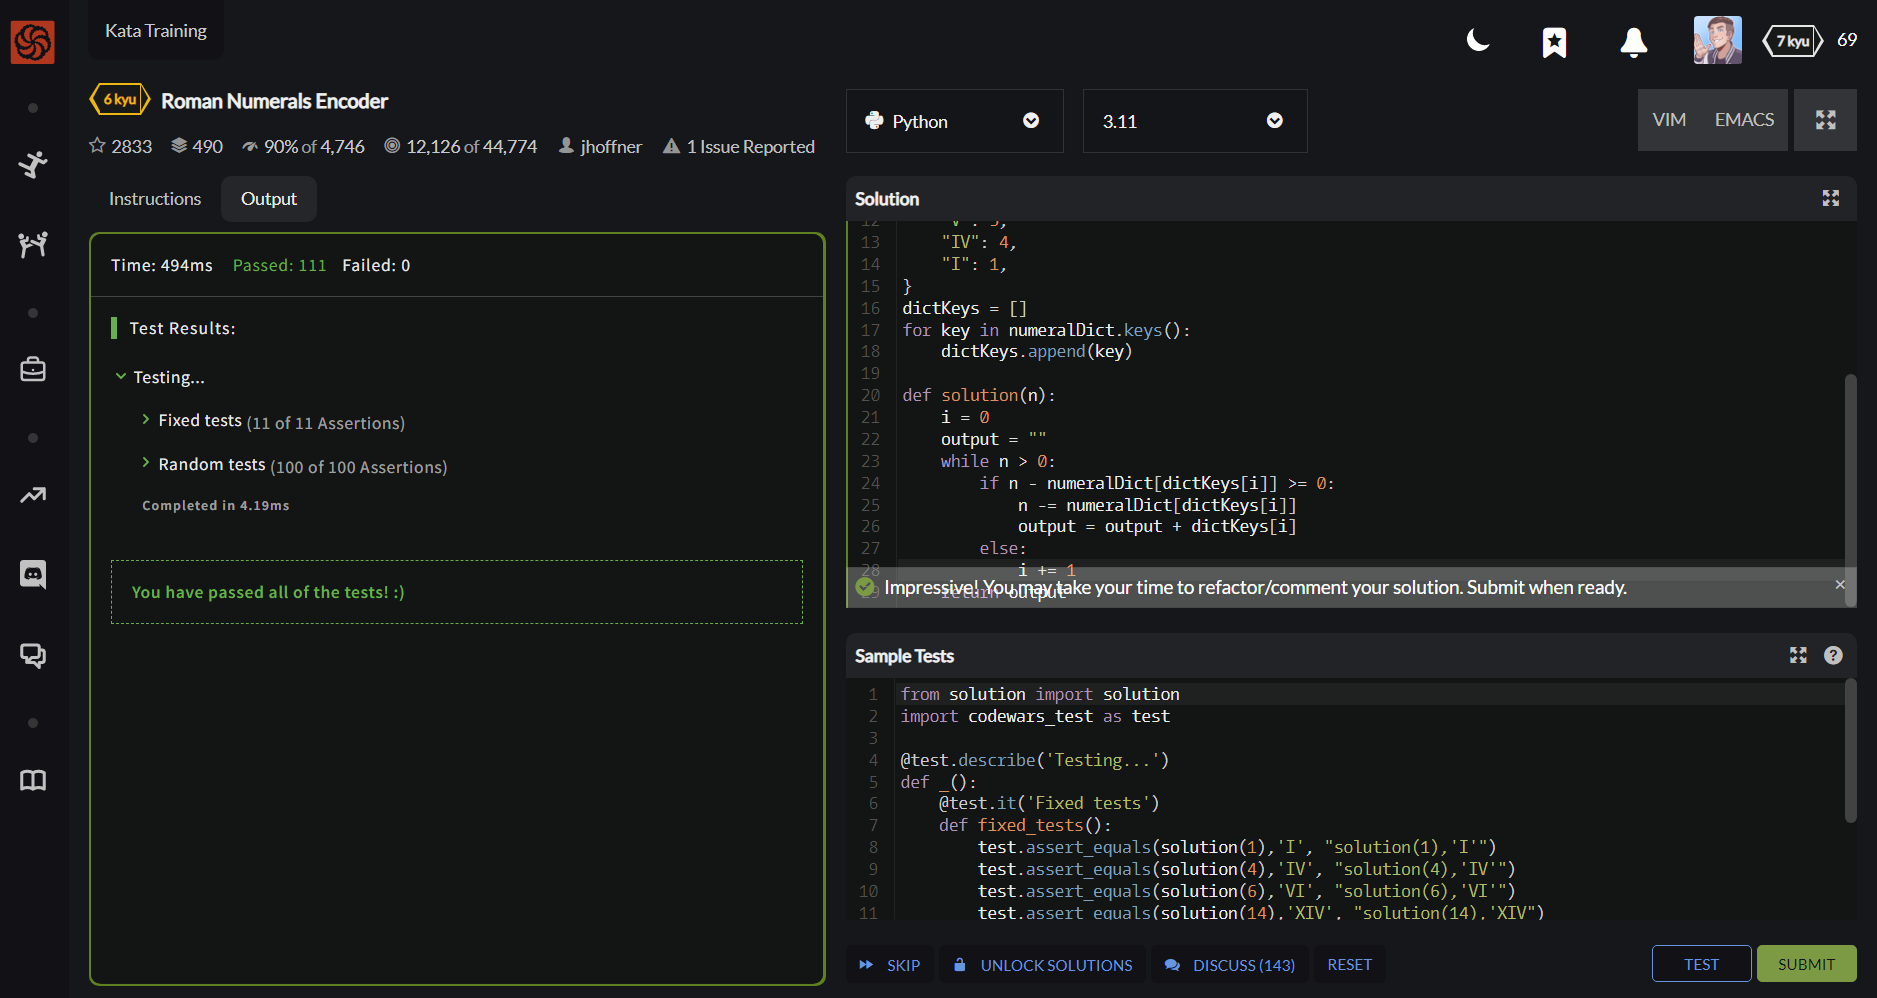 Kata Training
7 kyu 69
6 kyu Roman Numerals Encoder
2833 490 90% of 4,746 12,126 of 44,774 jhoffner 1 Issue Reported
Instructions
Output
Time: 494ms Passed: 111 Failed: 0
Test Results:
Testing...
Fixed tests (11 of 11 Assertions)
Random tests (100 of 100 Assertions)
Completed in 4.19ms
You have passed all of the tests! :)
Python
3.11
VIM EMACS
Solution
12 "V": 5,
13 "IV": 4,
14 "I": 1,
15 }
16 dictKeys = []
17 for key in numeralDict.keys():
18 dictKeys.append(key)
19
20 def solution(n):
21 i = 0
22 output = ""
23 while n > 0:
24 if n - numeralDict[dictKeys[i]] >= 0:
25 n -= numeralDict[dictKeys[i]]
26 output = output + dictKeys[i]
27 else:
28 i += 1
29 return output
Impressive! You may take your time to refactor/comment your solution. Submit when ready. ×
Sample Tests
1 from solution import solution
2 import codewars_test as test
3
4 @test.describe('Testing...')
5 def _():
6 @test.it('Fixed tests')
7 def fixed_tests():
8 test.assert_equals(solution(1),'I', "solution(1),'I'")
9 test.assert_equals(solution(4),'IV', "solution(4),'IV'")
10 test.assert_equals(solution(6),'VI', "solution(6),'VI'")
11 test.assert_equals(solution(14),'XIV', "solution(14),'XIV")
SKIP
UNLOCK SOLUTIONS
DISCUSS (143)
RESET
TEST
SUBMIT